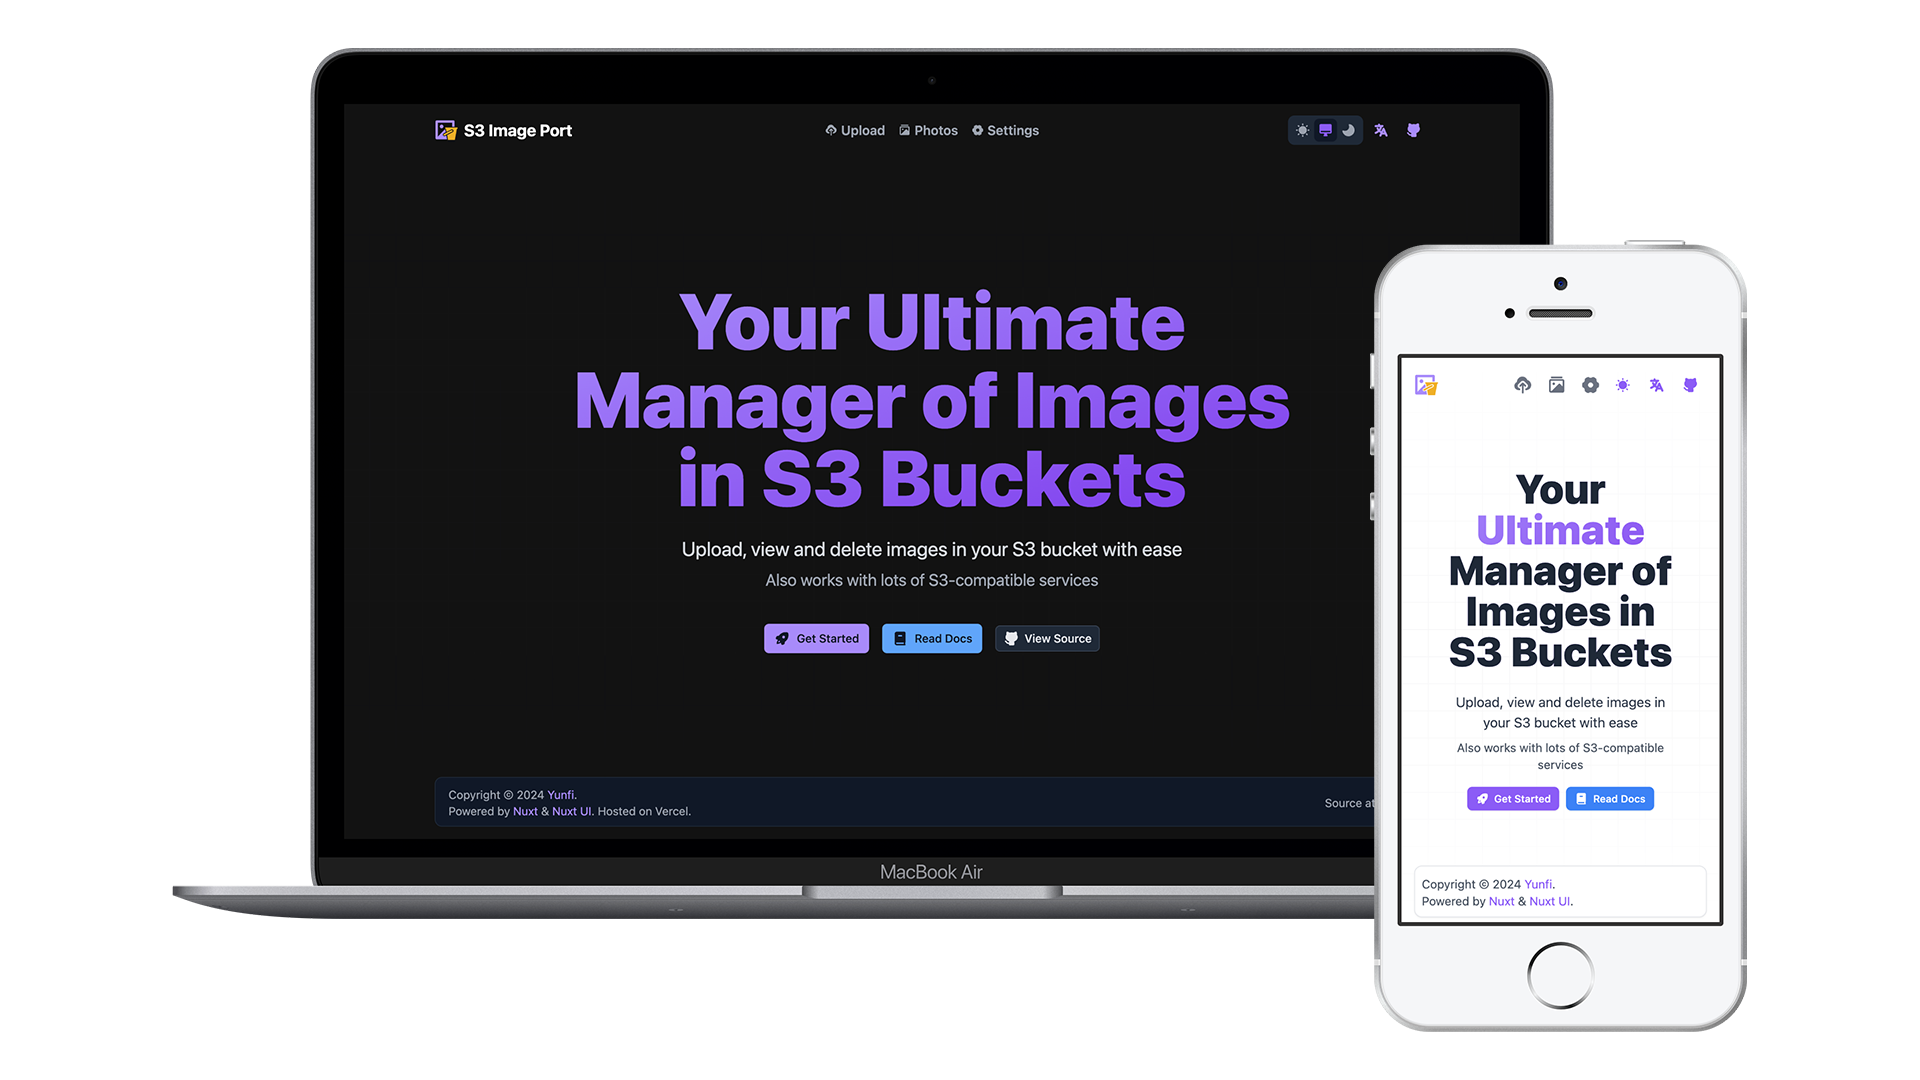 S3 Image Port
Upload Photos Settings
Your Ultimate
Manager of Images
in S3 Buckets
Upload, view and delete images in your S3 bucket with ease
Also works with lots of S3-compatible services
Get Started Read Docs View Source
Copyright © 2024 Yunfi.
Powered by Nuxt & Nuxt UI. Hosted on Vercel.
Source at
MacBook Air
Your
Ultimate
Manager of
Images in
S3 Buckets
Upload, view and delete images in
your S3 bucket with ease
Also works with lots of S3-compatible
services
Get Started Read Docs
Copyright © 2024 Yunfi.
Powered by Nuxt & Nuxt UI.